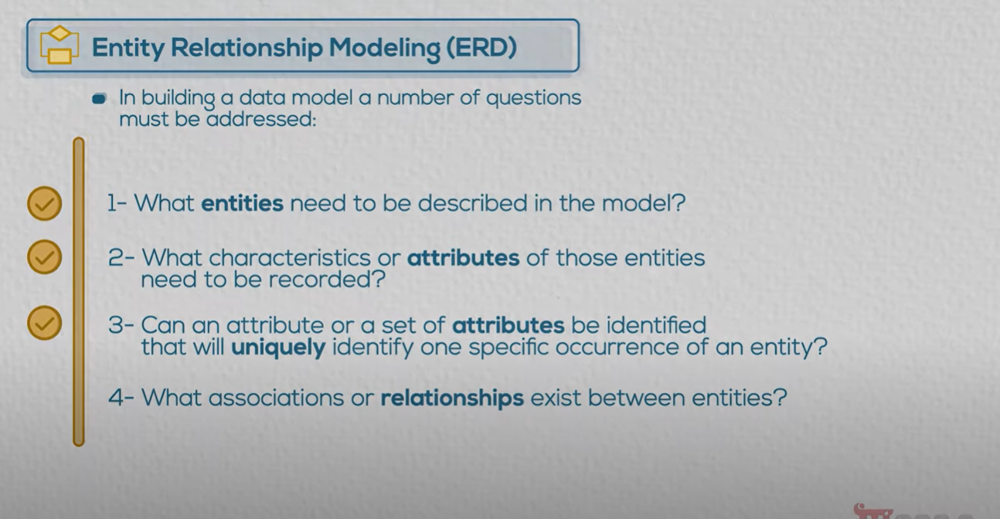 Entity Relationship Modeling (ERD)
In building a data model a number of questions
must be addressed:
1- What entities need to be described in the model?
2- What characteristics or attributes of those entities
need to be recorded?
3- Can an attribute or a set of attributes be identified
that will uniquely identify one specific occurrence of an entity?
4- What associations or relationships exist between entities?